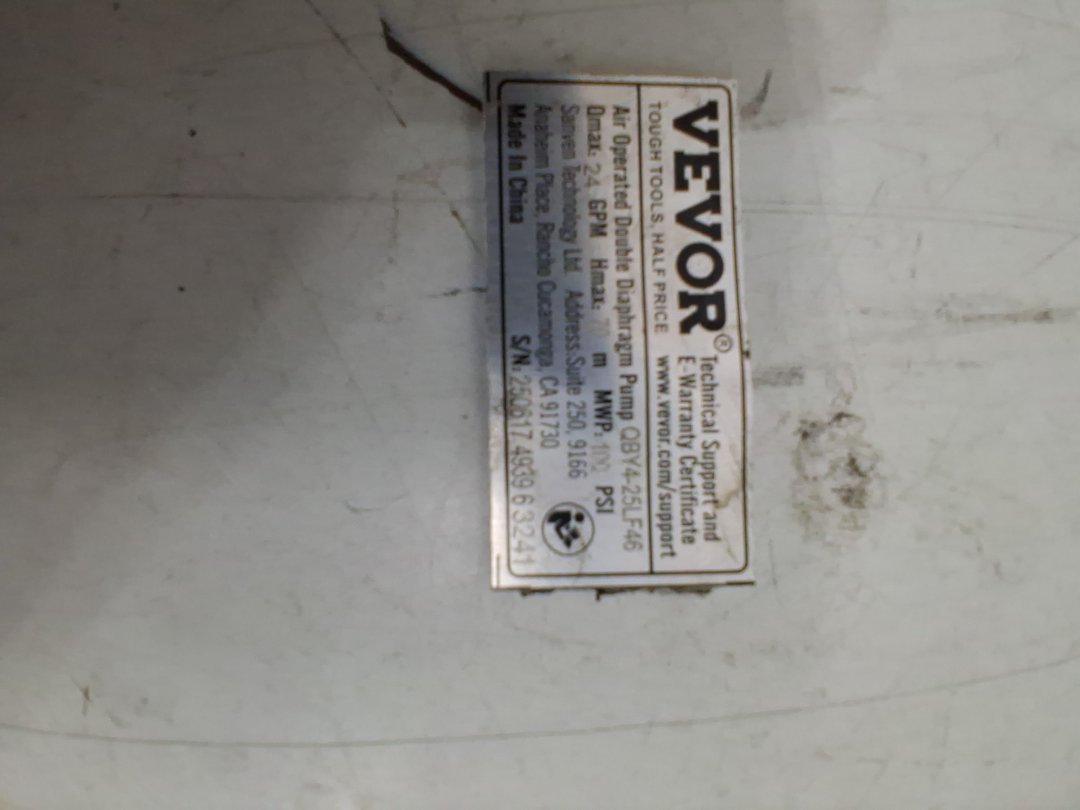 VEVOR®
TOUGH TOOLS, HALF PRICE
Technical Support and
E-Warranty Certificate
www.vevor.com/support
Air Operated Double Diaphragm Pump QBY4-25LF46
Qmax: 24 GPM Hmax: 70 m MWP: 100 PSI
Sanven Technology Ltd. Address:Suite 250, 9166
Anaheim Place, Rancho Cucamonga, CA 91730
Made In China
S/N: 250617 4939 6 3244